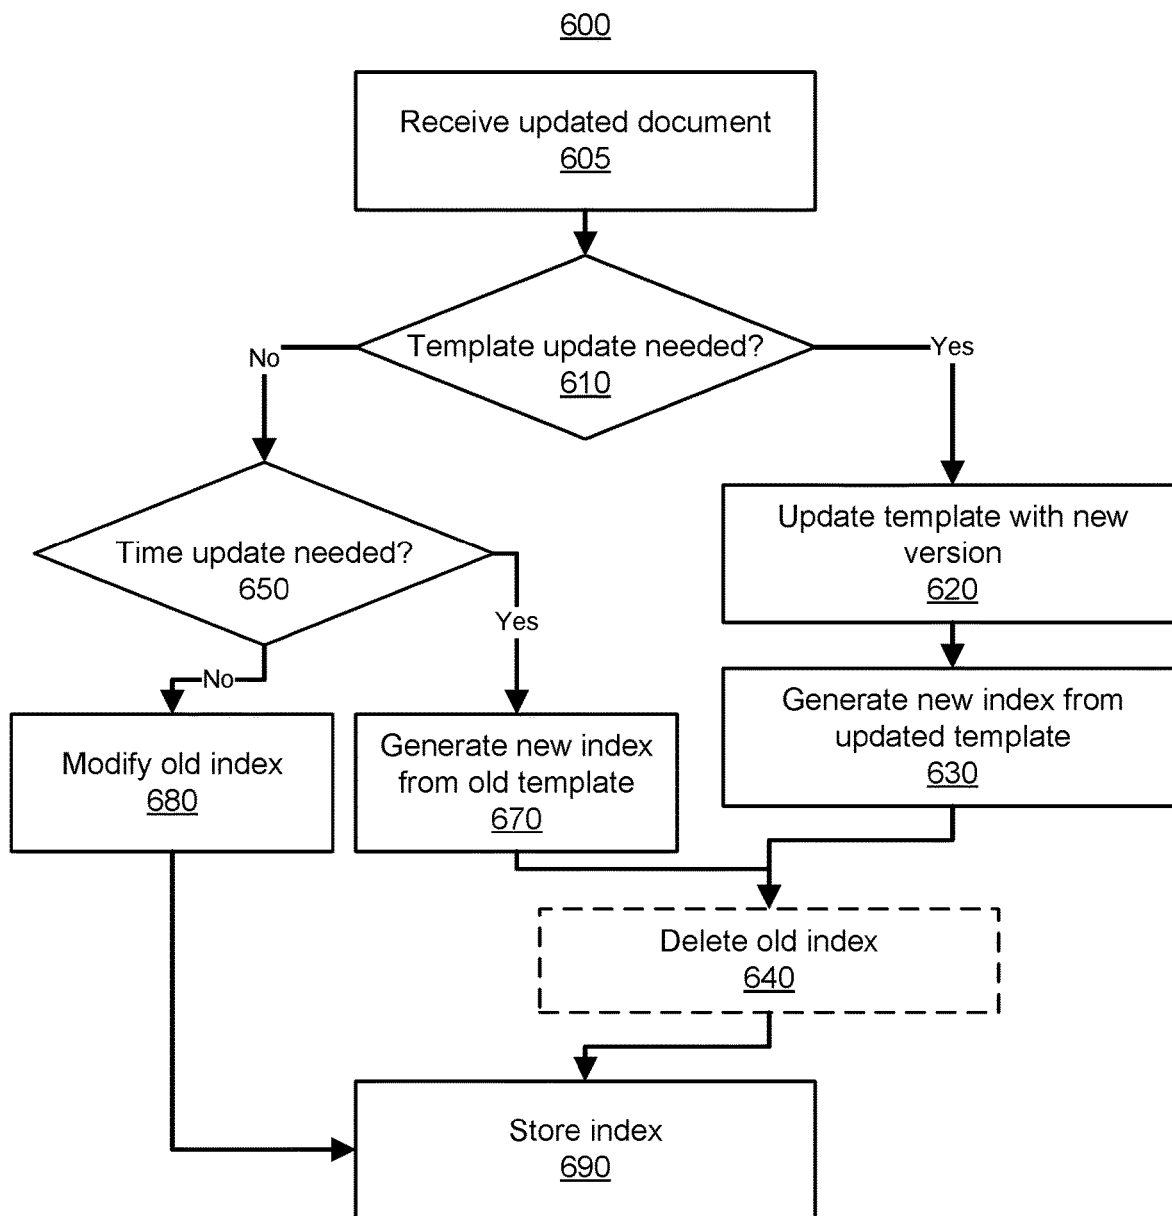 600
Receive updated document
605
Template update needed?
610
No
Yes
Time update needed?
650
Update template with new
version
620
Yes
No
Generate new index from
updated template
630
Modify old index
680
Generate new index
from old template
670
Delete old index
640
Store index
690